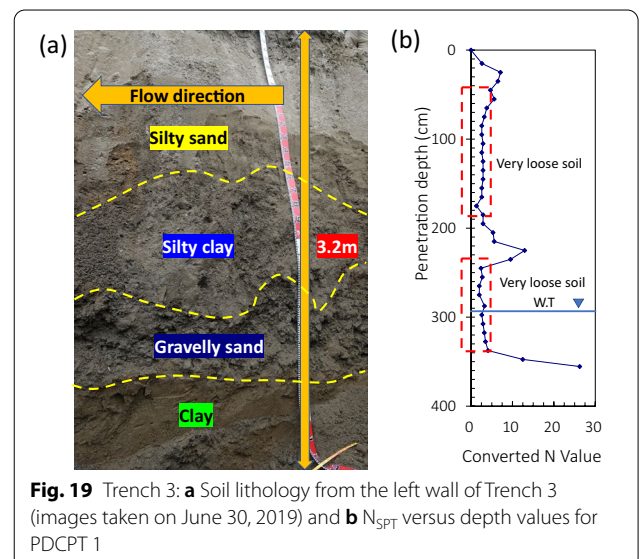 (a)
Flow direction
Silty sand
Silty clay
3.2m
Gravelly sand
Clay
(b)
0
100
200
300
400
Penetration depth (cm)
Very loose soil
Very loose soil
W.T
0 10 20 30
Converted N Value
Fig. 19 Trench 3: a Soil lithology from the left wall of Trench 3
(images taken on June 30, 2019) and b NSPT versus depth values for
PDCPT 1